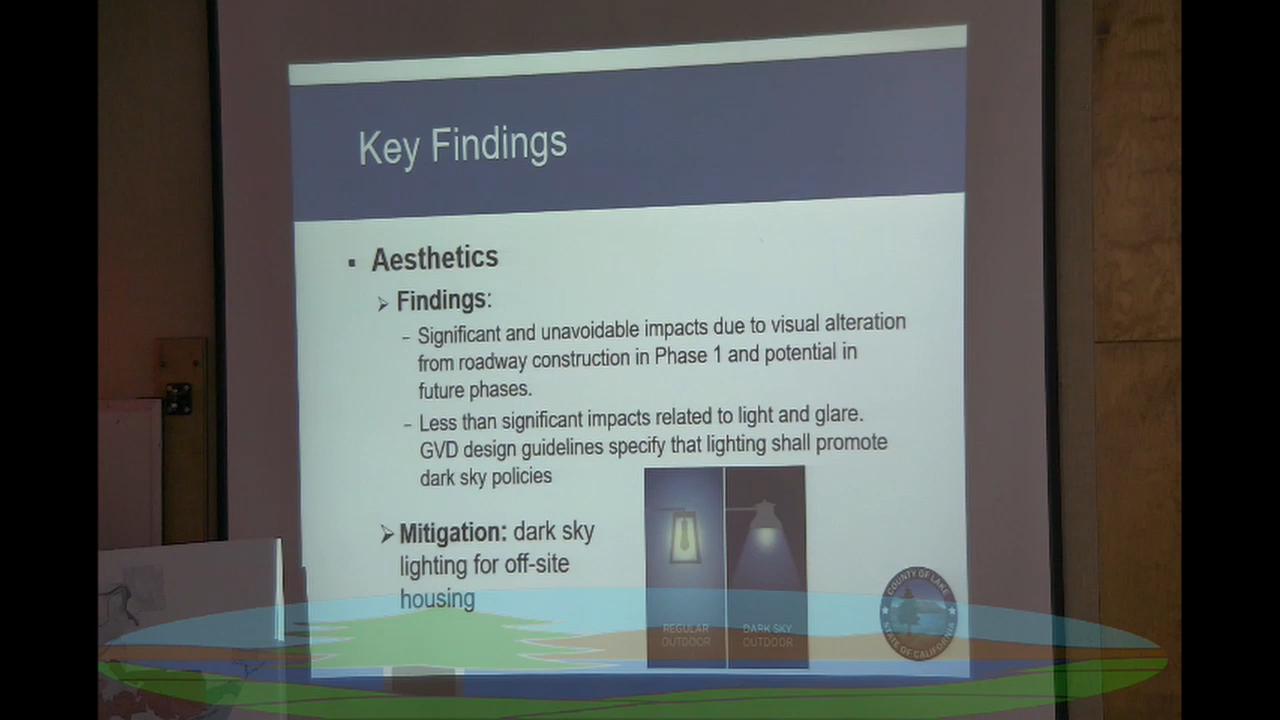 Key Findings
▪ Aesthetics
➢ Findings:
– Significant and unavoidable impacts due to visual alteration
from roadway construction in Phase 1 and potential in
future phases.
– Less than significant impacts related to light and glare.
GVD design guidelines specify that lighting shall promote
dark sky policies
➢ Mitigation: dark sky
lighting for off-site
housing
REGULAR
OUTDOOR
DARK SKY
OUTDOOR
COUNTY OF LAKE
STATE OF CALIFORNIA